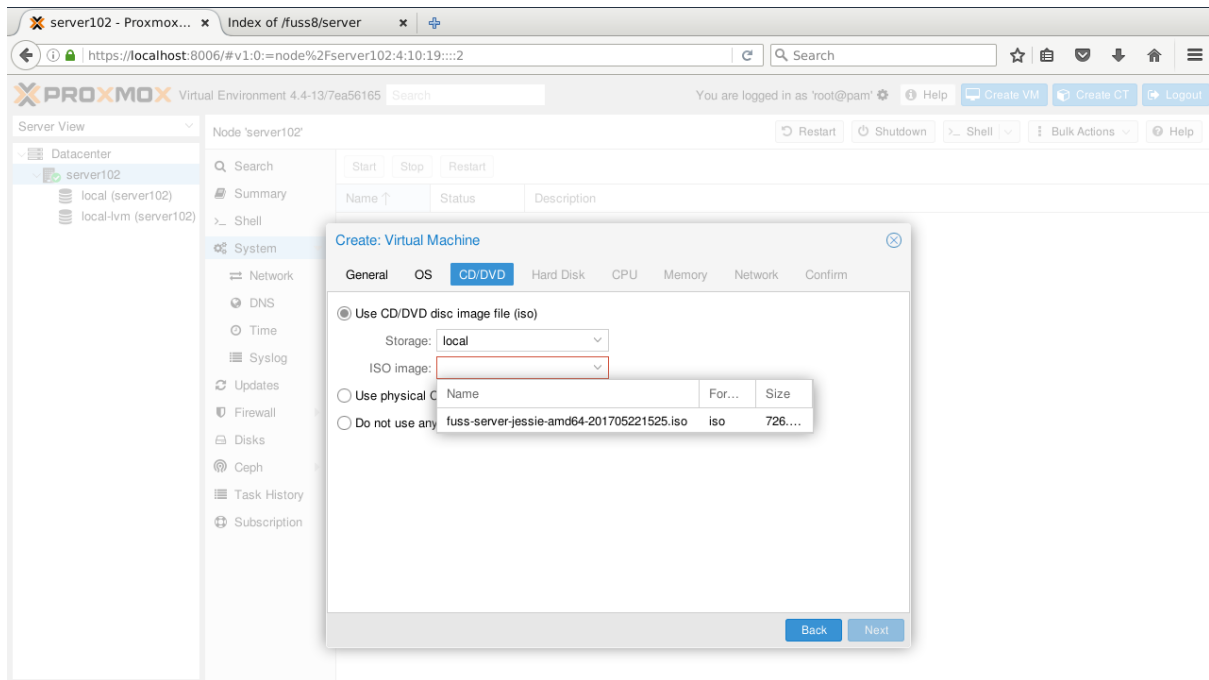 server102 - Proxmox... × Index of /fuss8/server ×
https://localhost:8006/#v1:0:=node%2Fserver102:4:10:19::::2 Search
PROXMOX Virtual Environment 4.4-13/7ea56165 Search You are logged in as 'root@pam' Help Create VM Create CT Logout
Server View Node 'server102' Restart Shutdown >_ Shell Bulk Actions Help
Datacenter
server102
local (server102)
local-lvm (server102)
Search
Summary
>_ Shell
System
Network
DNS
Time
Syslog
Updates
Firewall
Disks
Ceph
Task History
Subscription
Start Stop Restart
Name ↑ Status Description
Create: Virtual Machine
General OS CD/DVD Hard Disk CPU Memory Network Confirm
Use CD/DVD disc image file (iso)
Storage: local
ISO image:
Use physical C
Do not use any
Name For... Size
fuss-server-jessie-amd64-201705221525.iso iso 726....
Back Next